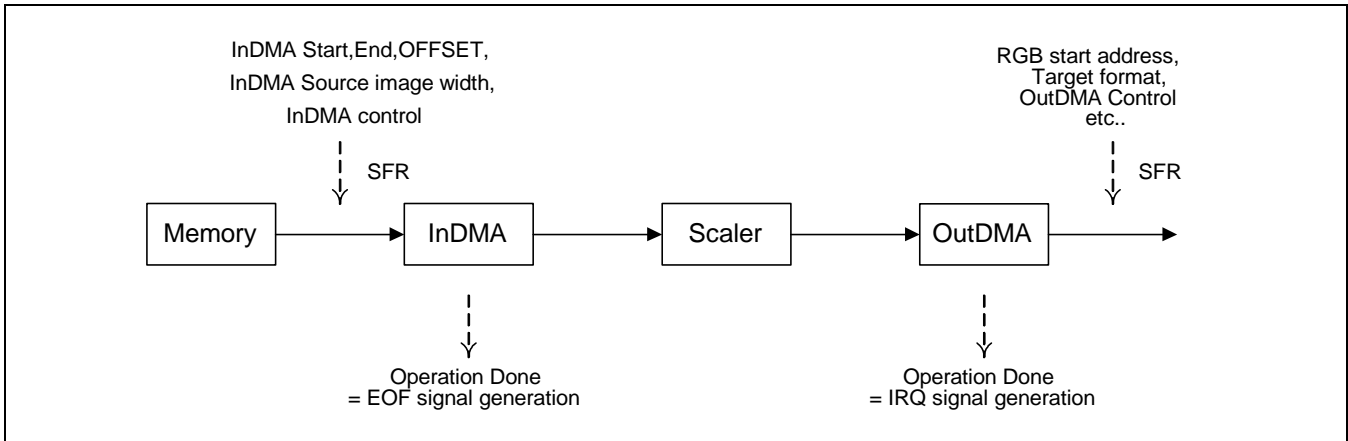 InDMA Start,End,OFFSET,
InDMA Source image width,
InDMA control
SFR
RGB start address,
Target format,
OutDMA Control
etc..
SFR
Memory
InDMA
Scaler
OutDMA
Operation Done
= EOF signal generation
Operation Done
= IRQ signal generation